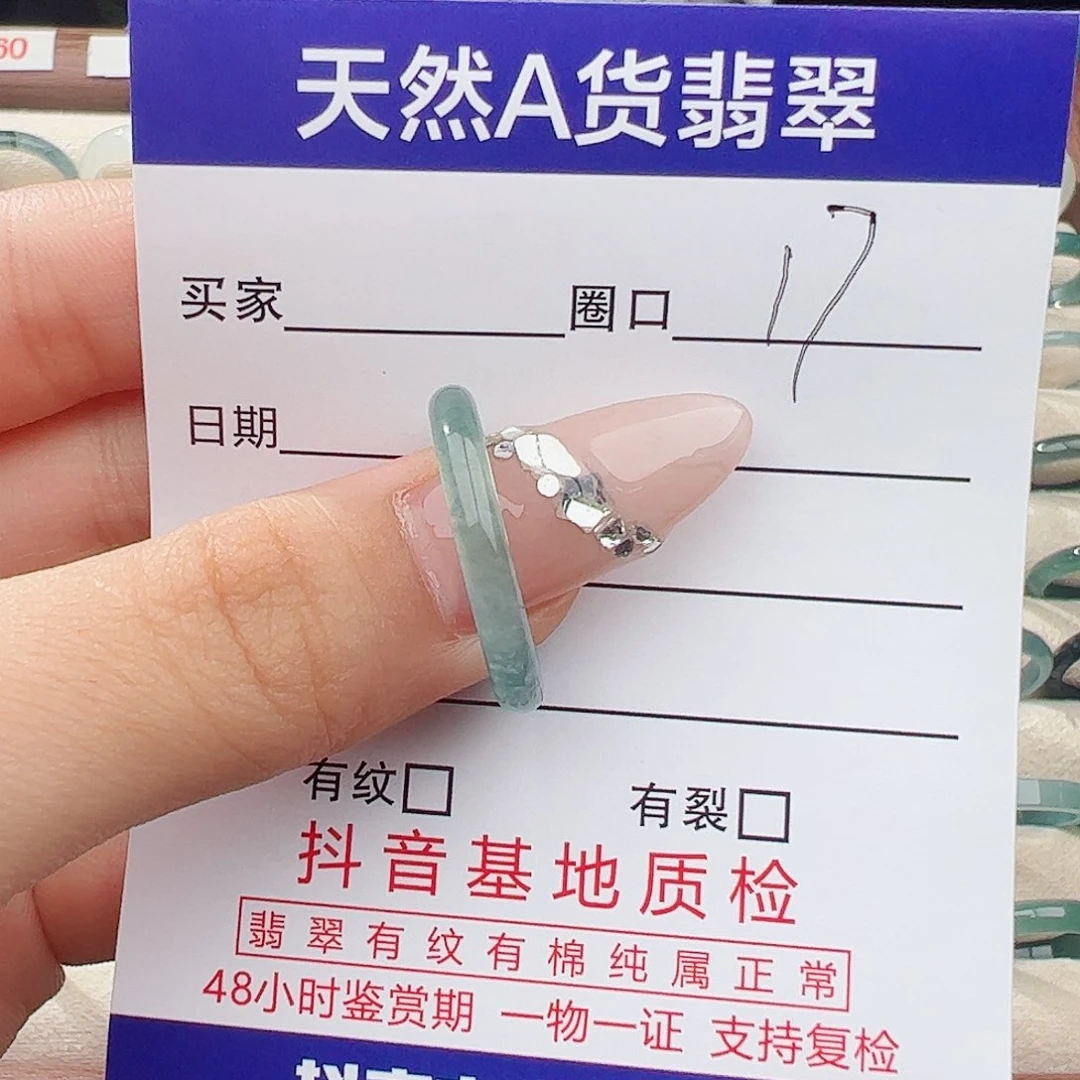 60
天然A货翡翠
买家 圈口 17
日期
有纹 有裂
抖音基地质检
翡翠有纹有棉纯属正常
48小时鉴赏期 一物一证 支持复检